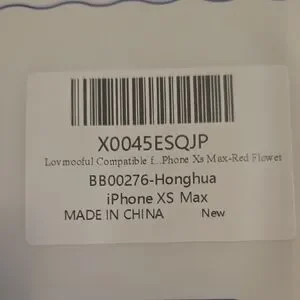 X0045ESQJP
Lovmooful Compatible f...Phone Xs Max-Red Flower
BB00276-Honghua
iPhone XS Max
MADE IN CHINA New